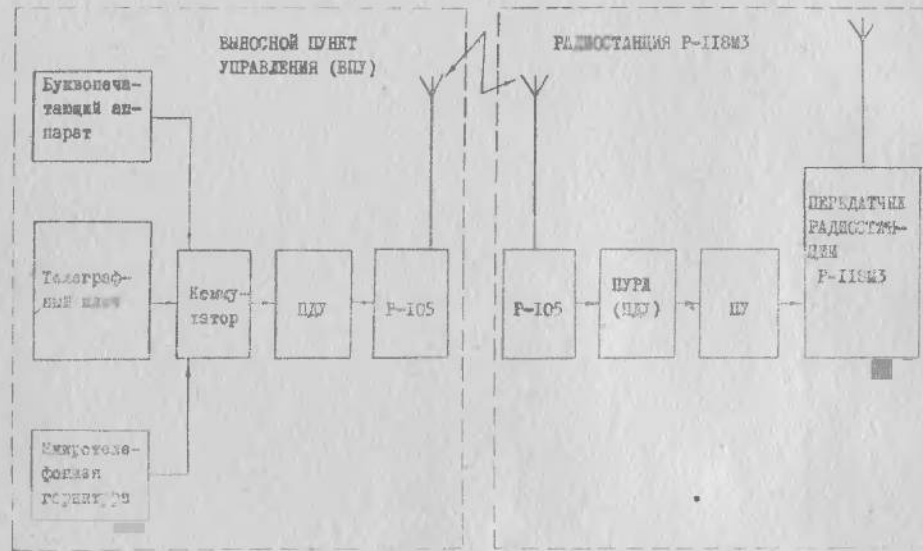 ВЫНОСНОЙ ПУНКТ
УПРАВЛЕНИЯ (ВПУ)
Буквопеча-
тающий ап-
парат
Телеграф-
ный ключ
Микротеле-
фонная
гарнитура
Комму-
татор
ПДУ
Р-105
РАДИОСТАНЦИЯ Р-118М3
Р-105
ПУРД
(ПДУ)
ПУ
ПЕРЕДАТЧИК
РАДИОСТАН-
ЦИИ
Р-118М3